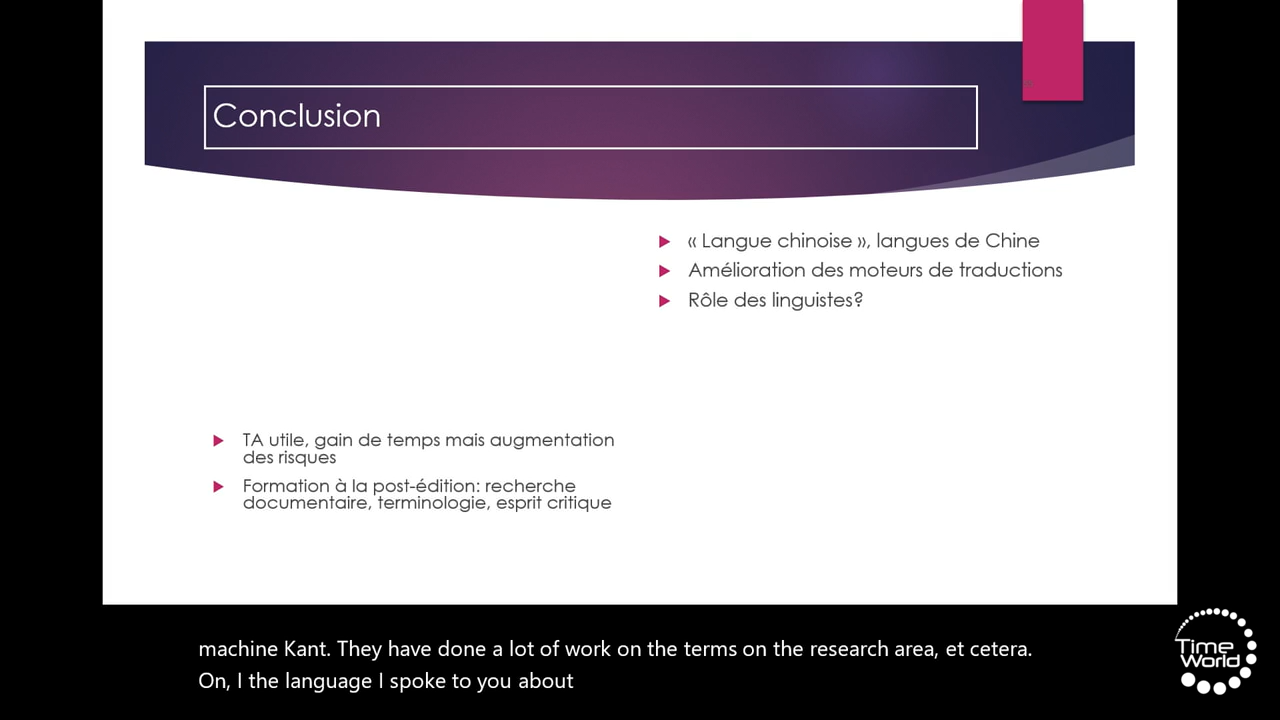 Conclusion
« Langue chinoise », langues de Chine
Amélioration des moteurs de traductions
Rôle des linguistes?
TA utile, gain de temps mais augmentation
des risques
Formation à la post-édition: recherche
documentaire, terminologie, esprit critique
machine Kant. They have done a lot of work on the terms on the research area, et cetera.
On, I the language I spoke to you about
Time
World